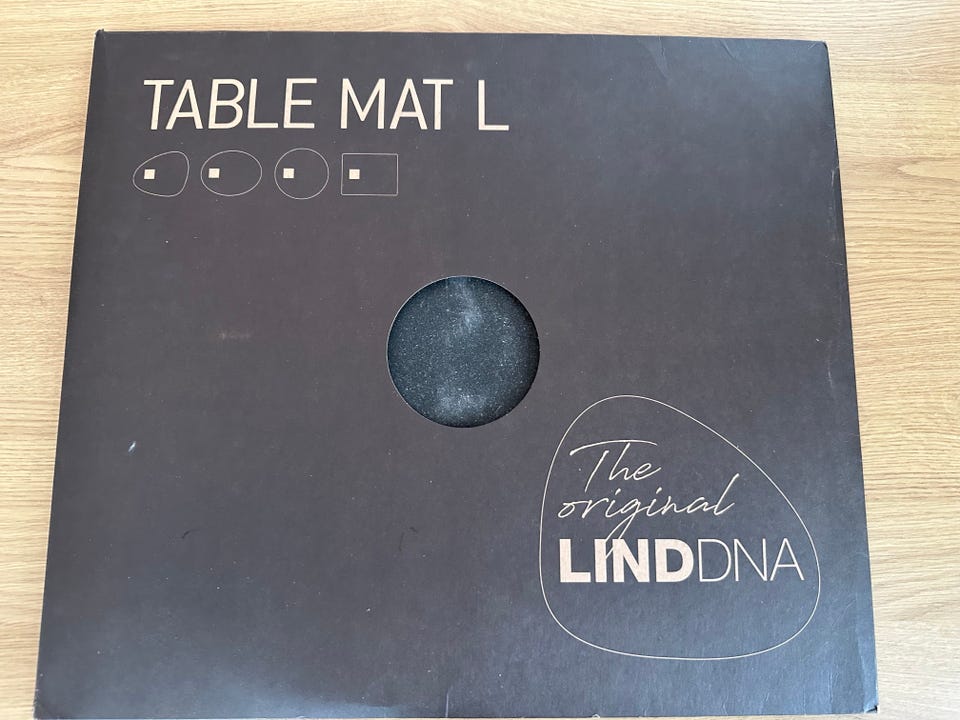 TABLE MAT L
The
original
LINDDNA